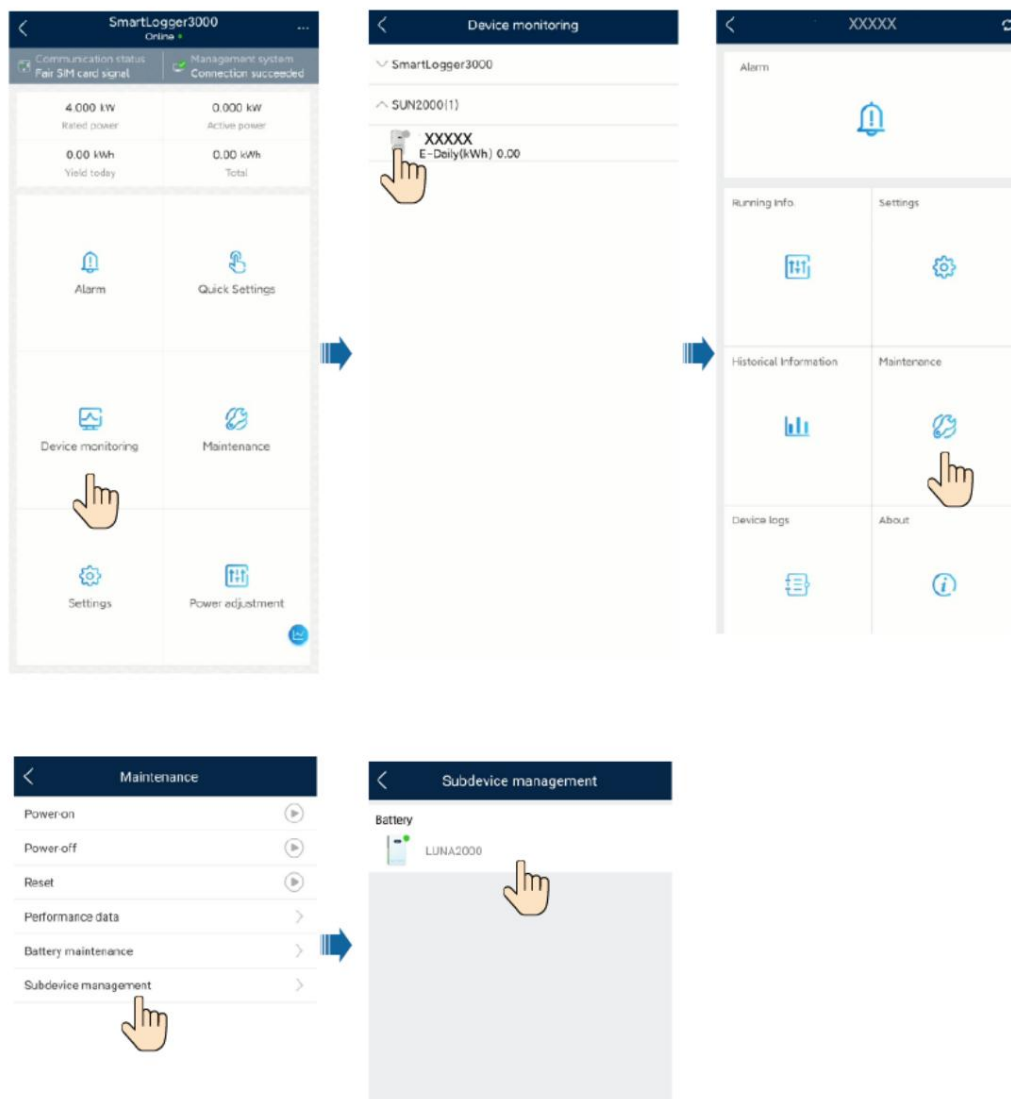 SmartLogger3000
Online
...
Communication status
Fair SIM card signal
Management system
Connection succeeded
4.000 kW
Rated power
0.000 kW
Active power
0.00 kWh
Yield today
0.00 kWh
Total
Alarm
Quick Settings
Device monitoring
Maintenance
Settings
Power adjustment
Device monitoring
SmartLogger3000
SUN2000(1)
XXXXX
E-Daily(kWh) 0.00
XXXXX
Alarm
Running Info.
Settings
Historical Information
Maintenance
Device logs
About
Maintenance
Power-on
Power-off
Reset
Performance data
Battery maintenance
Subdevice management
Subdevice management
Battery
LUNA2000